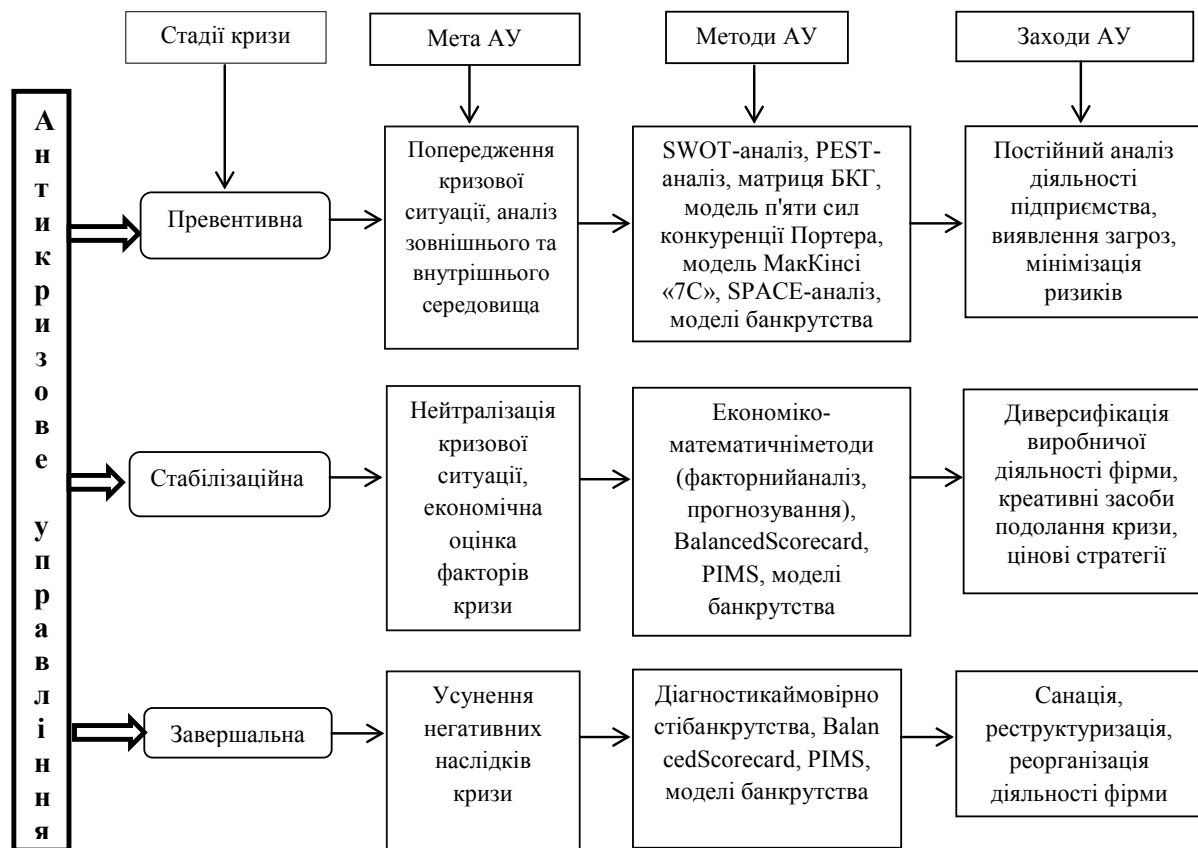 Стадії кризи
Мета АУ
Методи АУ
Заходи АУ
Антикризове управління
Превентивна
Попередження
кризової
ситуації, аналіз
зовнішнього та
внутрішнього
середовища
SWOT-аналіз, PEST-
аналіз, матриця БКГ,
модель п'яти сил
конкуренції Портера,
модель МакКінсі
«7С», SPACE-аналіз,
моделі банкрутства
Постійний аналіз
діяльності
підприємства,
виявлення загроз,
мінімізація
ризиків
Стабілізаційна
Нейтралізація
кризової
ситуації,
економічна
оцінка
факторів
кризи
Економіко-
математичніметоди
(факторнийаналіз,
прогнозування),
BalancedScorecard,
PIMS, моделі
банкрутства
Диверсифікація
виробничої
діяльності фірми,
креативні засоби
подолання кризи,
цінові стратегії
Завершальна
Усунення
негативних
наслідків
кризи
Діагностикаймовірно
стібанкрутства, Balan
cedScorecard, PIMS,
моделі банкрутства
Санація,
реструктуризація,
реорганізація
діяльності фірми